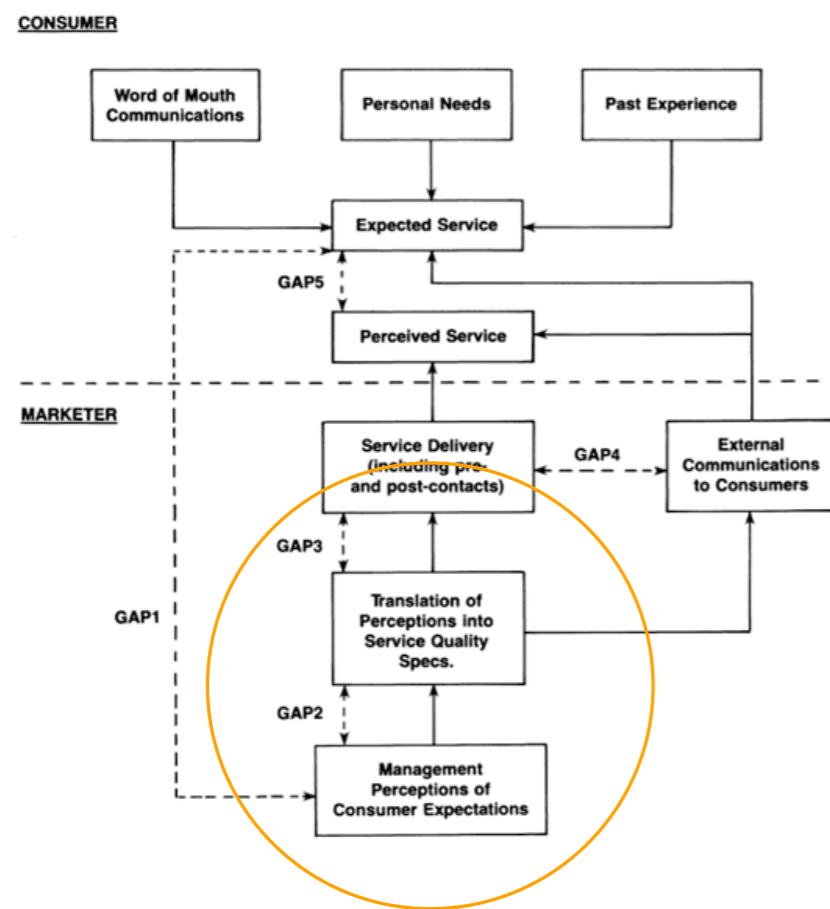 CONSUMER
Word of Mouth
Communications
Personal Needs
Past Experience
Expected Service
GAP5
Perceived Service
MARKETER
Service Delivery
(including pre-
and post-contacts)
GAP4
External
Communications
to Consumers
GAP3
GAP1
Translation of
Perceptions into
Service Quality
Specs.
GAP2
Management
Perceptions of
Consumer Expectations